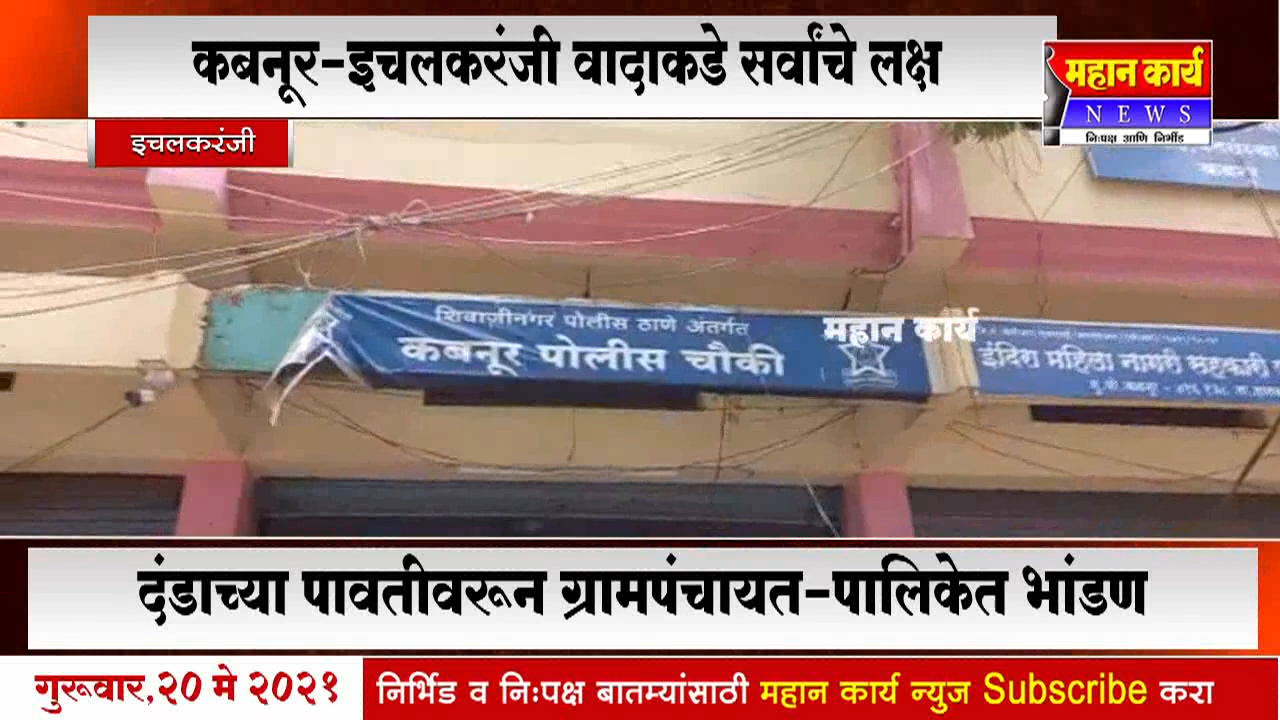 कबनूर-इचलकरंजी वादाकडे सर्वांचे लक्ष
महान कार्य
NEWS
निःपक्ष आणि निर्भीड
इचलकरंजी
शिवाजीनगर पोलीस ठाणे अंतर्गत
कबनूर पोलीस चौकी
महान कार्य
इंदिरा महिला नागरी सहकारी
दंडाच्या पावतीवरून ग्रामपंचायत-पालिकेत भांडण
गुरूवार,२० मे २०२१
निर्भिड व निःपक्ष बातम्यांसाठी महान कार्य न्युज Subscribe करा